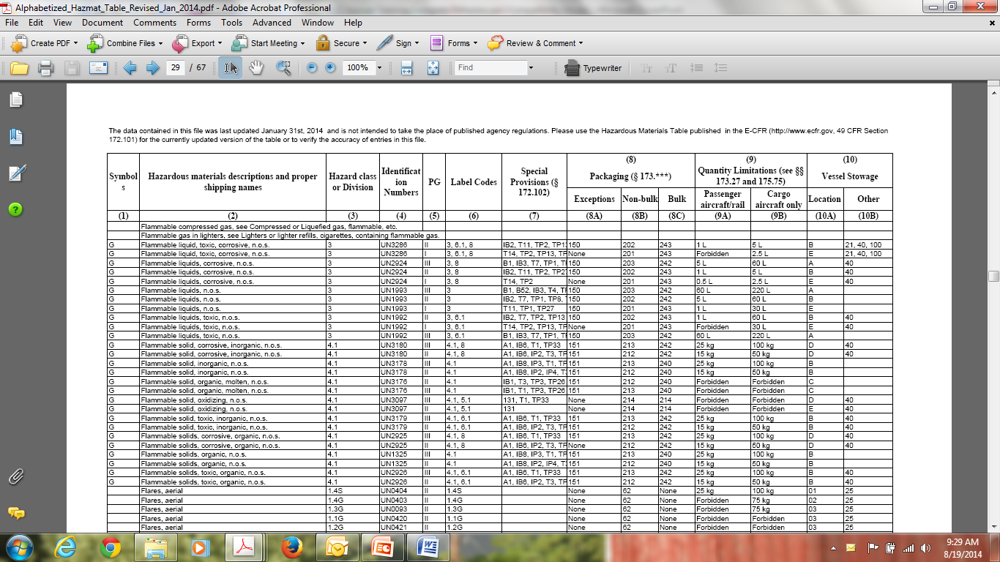 Alphabetized_Hazmat_Table_Revised_Jan_2014.pdf - Adobe Acrobat Professional
File Edit View Document Comments Forms Tools Advanced Window Help
Create PDF Combine Files Export Start Meeting Secure Sign Forms Review & Comment
29 / 67 100% Find Typewriter
The data contained in this file was last updated January 31st, 2014 and is not intended to take the place of published agency regulations. Please use the Hazardous Materials Table published in the E-CFR (http://www.ecfr.gov, 49 CFR Section
172.101) for the currently updated version of the table or to verify the accuracy of entries in this file.
Symbol
s
Hazardous materials descriptions and proper
shipping names
Hazard class
or Division
Identificat
ion
Numbers
PG
Label Codes
Special
Provisions (§
172.102)
(8)
Packaging (§ 173.***)
Exceptions Non-bulk Bulk
(9)
Quantity Limitations (see §§
173.27 and 175.75)
Passenger
aircraft/rail
Cargo
aircraft only
(10)
Vessel Stowage
Location Other
(1) (2) (3) (4) (5) (6) (7) (8A) (8B) (8C) (9A) (9B) (10A) (10B)
Flammable compressed gas, see Compressed or Liquefied gas, flammable, etc.
Flammable gas in lighters, see Lighters or lighter refills, cigarettes, containing flammable gas.
G Flammable liquid, toxic, corrosive, n.o.s. 3 UN3286 II 3, 6.1, 8 IB2, T11, TP2, TP1 150 202 243 1 L 5 L B 21, 40, 100
G Flammable liquid, toxic, corrosive, n.o.s. 3 UN3286 I 3, 6.1, 8 T14, TP2, TP13, TF None 201 243 Forbidden 2.5 L E 21, 40, 100
G Flammable liquids, corrosive, n.o.s. 3 UN2924 III 3, 8 B1, IB3, T7, TP1, T 150 203 242 5 L 60 L A 40
G Flammable liquids, corrosive, n.o.s. 3 UN2924 II 3, 8 IB2, T11, TP2, TP2 150 202 243 1 L 5 L B 40
G Flammable liquids, corrosive, n.o.s. 3 UN2924 I 3, 8 T14, TP2 None 201 243 0.5 L 2.5 L E 40
G Flammable liquids, n.o.s. 3 UN1993 III 3 B1, B52, IB3, T4, T 150 203 242 60 L 220 L A
G Flammable liquids, n.o.s. 3 UN1993 II 3 IB2, T7, TP1, TP8, 150 202 242 5 L 60 L B
G Flammable liquids, n.o.s. 3 UN1993 I 3 T11, TP1, TP27 150 201 243 1 L 30 L E
G Flammable liquids, toxic, n.o.s. 3 UN1992 II 3, 6.1 IB2, T7, TP2, TP13 150 202 243 1 L 60 L B 40
G Flammable liquids, toxic, n.o.s. 3 UN1992 I 3, 6.1 T14, TP2, TP13, TF None 201 243 Forbidden 30 L E 40
G Flammable liquids, toxic, n.o.s. 3 UN1992 III 3, 6.1 B1, IB3, T7, TP1, T 150 203 242 60 L 220 L A
G Flammable solid, corrosive, inorganic, n.o.s. 4.1 UN3180 III 4.1, 8 A1, IB6, T1, TP33 151 213 242 25 kg 100 kg D 40
G Flammable solid, corrosive, inorganic, n.o.s. 4.1 UN3180 II 4.1, 8 A1, IB6, IP2, T3, TF 151 212 242 15 kg 50 kg D 40
G Flammable solid, inorganic, n.o.s. 4.1 UN3178 III 4.1 A1, IB8, IP3, T1, TF 151 213 240 25 kg 100 kg B
G Flammable solid, inorganic, n.o.s. 4.1 UN3178 II 4.1 A1, IB8, IP2, IP4, T 151 212 240 15 kg 50 kg B
G Flammable solid, organic, molten, n.o.s. 4.1 UN3176 II 4.1 IB1, T3, TP3, TP26 151 212 240 Forbidden Forbidden C
G Flammable solid, organic, molten, n.o.s. 4.1 UN3176 III 4.1 IB1, T1, TP3, TP26 151 213 240 Forbidden Forbidden C
G Flammable solid, oxidizing, n.o.s. 4.1 UN3097 III 4.1, 5.1 131, T1, TP33 None 214 214 Forbidden Forbidden D 40
G Flammable solid, oxidizing, n.o.s. 4.1 UN3097 II 4.1, 5.1 131 None 214 214 Forbidden Forbidden E 40
G Flammable solid, toxic, inorganic, n.o.s. 4.1 UN3179 III 4.1, 6.1 A1, IB6, T1, TP33 151 213 242 25 kg 100 kg B 40
G Flammable solid, toxic, inorganic, n.o.s. 4.1 UN3179 II 4.1, 6.1 A1, IB6, IP2, T3, TF 151 212 242 15 kg 50 kg B 40
G Flammable solids, corrosive, organic, n.o.s. 4.1 UN2925 III 4.1, 8 A1, IB6, T1, TP33 151 213 242 25 kg 100 kg D 40
G Flammable solids, corrosive, organic, n.o.s. 4.1 UN2925 II 4.1, 8 A1, IB6, IP2, T3, TF None 212 242 15 kg 50 kg D 40
G Flammable solids, organic, n.o.s. 4.1 UN1325 III 4.1 A1, IB8, IP3, T1, TF 151 213 240 25 kg 100 kg B
G Flammable solids, organic, n.o.s. 4.1 UN1325 II 4.1 A1, IB8, IP2, IP4, T 151 212 240 15 kg 50 kg B
G Flammable solids, toxic, organic, n.o.s. 4.1 UN2926 III 4.1, 6.1 A1, IB6, T1, TP33 151 213 242 25 kg 100 kg B 40
G Flammable solids, toxic, organic, n.o.s. 4.1 UN2926 II 4.1, 6.1 A1, IB6, IP2, T3, TF 151 212 242 15 kg 50 kg B 40
Flares, aerial 1.4S UN0404 II 1.4S None 62 None 25 kg 100 kg 01 25
Flares, aerial 1.4G UN0403 II 1.4G None 62 None Forbidden 75 kg 02 25
Flares, aerial 1.3G UN0093 II 1.3G None 62 None Forbidden 75 kg 03 25
Flares, aerial 1.1G UN0420 II 1.1G None 62 None Forbidden Forbidden 03 25
Flares, aerial 1.2G UN0421 II 1.2G None 62 None Forbidden Forbidden 03 25
9:29 AM
8/19/2014